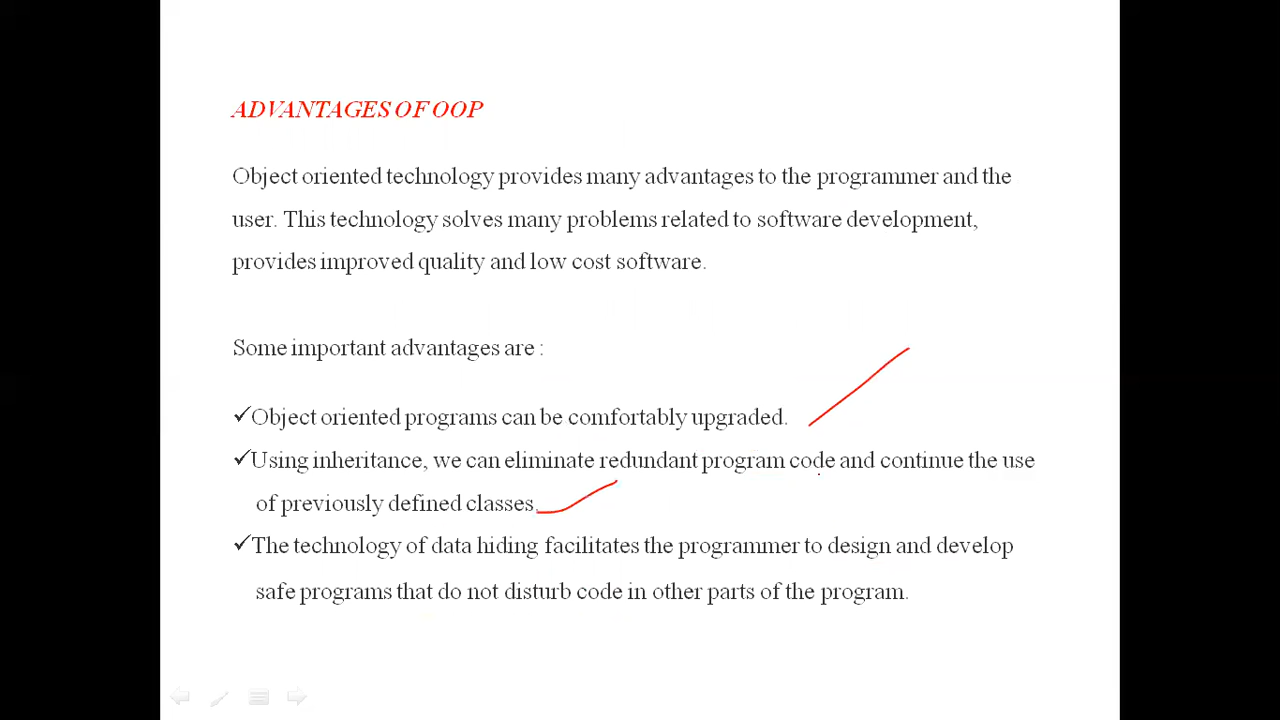 ADVANTAGES OF OOP
Object oriented technology provides many advantages to the programmer and the
user. This technology solves many problems related to software development,
provides improved quality and low cost software.
Some important advantages are :
✓Object oriented programs can be comfortably upgraded.
✓Using inheritance, we can eliminate redundant program code and continue the use
of previously defined classes.
✓The technology of data hiding facilitates the programmer to design and develop
safe programs that do not disturb code in other parts of the program.